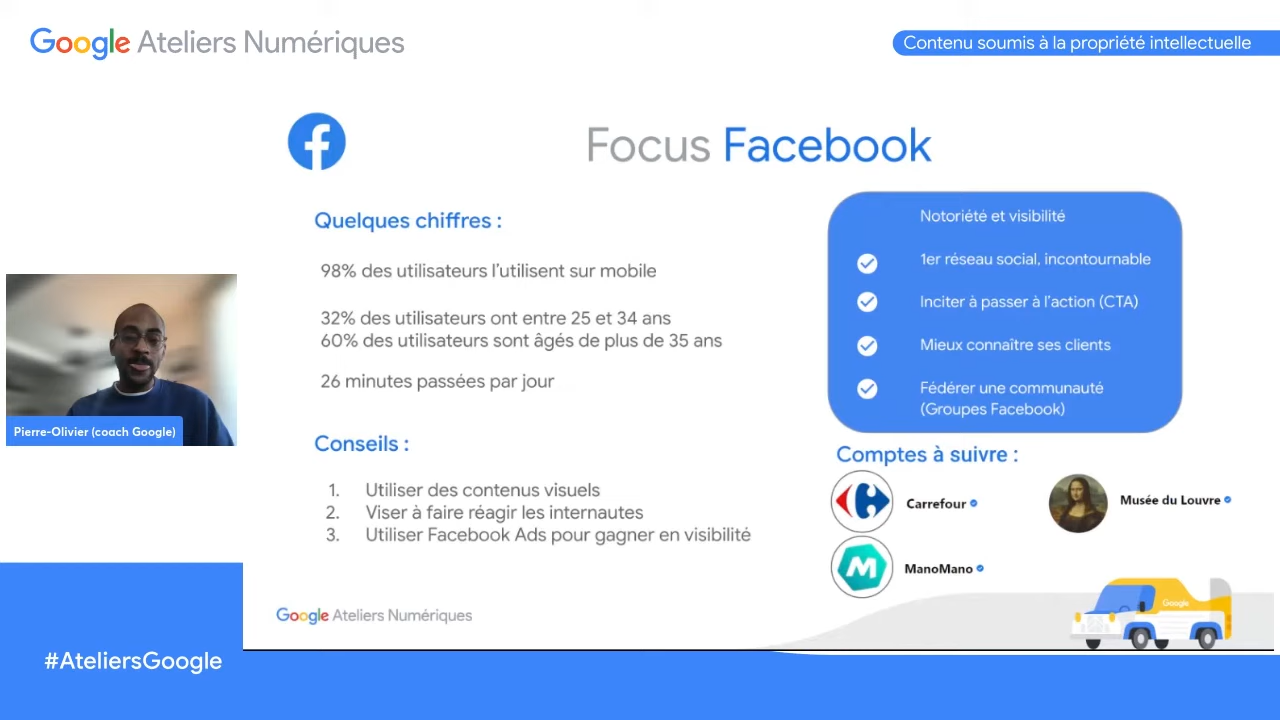 Google Ateliers Numériques
Contenu soumis à la propriété intellectuelle
Focus Facebook
Quelques chiffres :
98% des utilisateurs l'utilisent sur mobile
32% des utilisateurs ont entre 25 et 34 ans
60% des utilisateurs sont âgés de plus de 35 ans
26 minutes passées par jour
Conseils :
1. Utiliser des contenus visuels
2. Viser à faire réagir les internautes
3. Utiliser Facebook Ads pour gagner en visibilité
Notoriété et visibilité
1er réseau social, incontournable
Inciter à passer à l'action (CTA)
Mieux connaître ses clients
Fédérer une communauté
(Groupes Facebook)
Comptes à suivre :
Carrefour
Musée du Louvre
ManoMano
Google
Google Ateliers Numériques
Pierre-Olivier (coach Google)
#AteliersGoogle